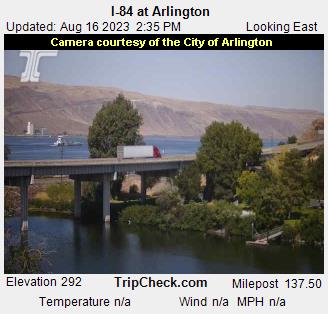 I-84 at Arlington
Updated: Aug 16 2023 2:35 PM Looking East
Camera courtesy of the City of Arlington
Elevation 292 TripCheck.com Milepost 137.50
Temperature n/a Wind n/a MPH n/a